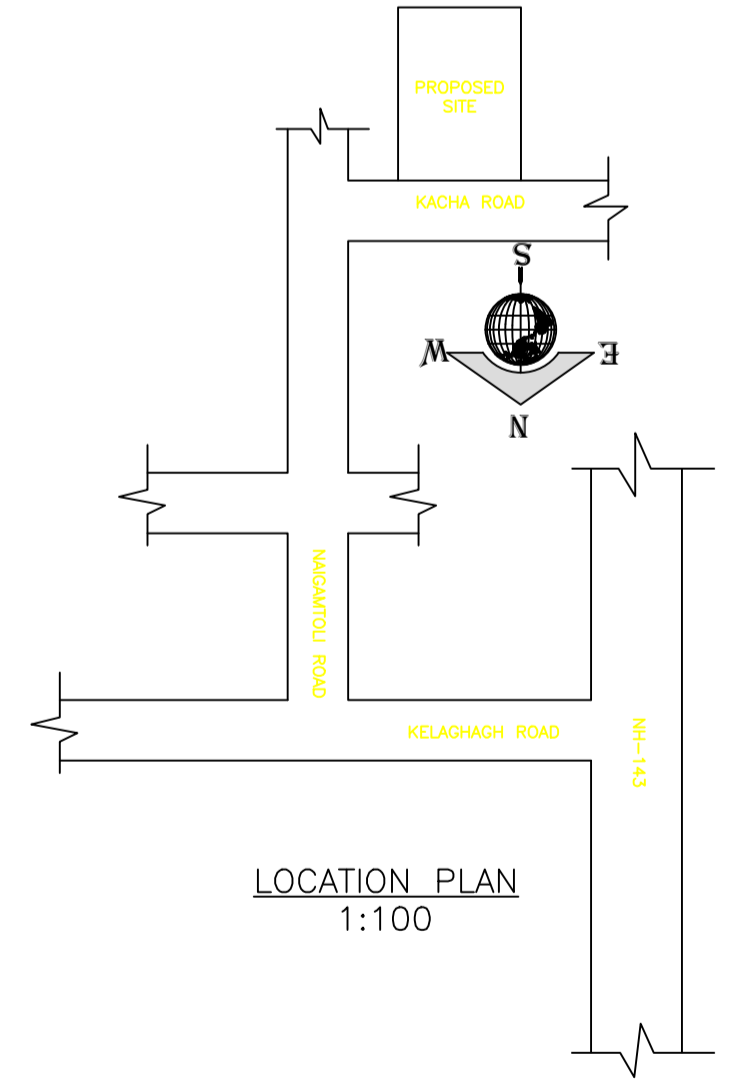 PROPOSED
SITE
KACHA ROAD
S
W
E
N
NAIGAMTOLI ROAD
KELAGHAGH ROAD
NH-143
LOCATION PLAN
1:100